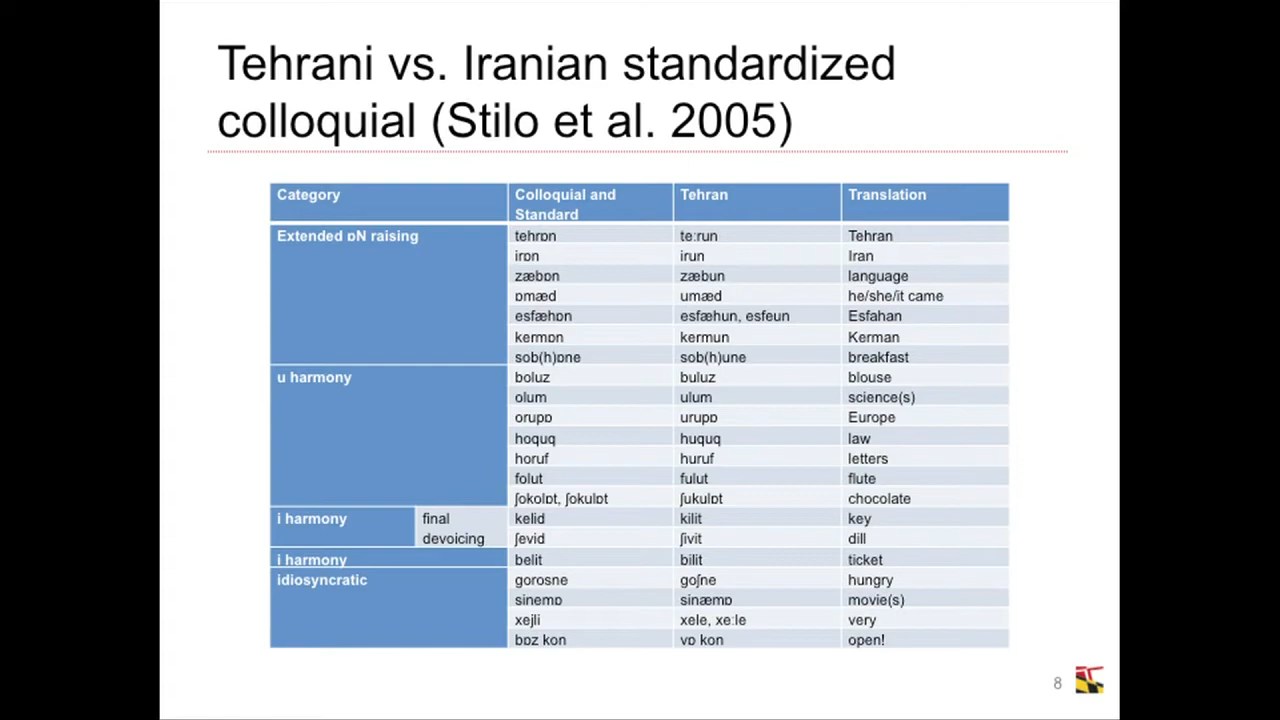 Tehrani vs. Iranian standardized
colloquial (Stilo et al. 2005)
Category Colloquial and Standard Tehran Translation
Extended ɒN raising tehrɒn te:run Tehran
irɒn irun Iran
zæbɒn zæbun language
ɒmæd umæd he/she/it came
esfæhɒn esfæhun, esfeun Esfahan
kermɒn kermun Kerman
sob(h)ɒne sob(h)une breakfast
u harmony boluz buluz blouse
olum ulum science(s)
orupɒ urupɒ Europe
hoquq huquq law
horuf huruf letters
folut fulut flute
ʃokolɒt, ʃokulɒt ʃukulɒt chocolate
i harmony final devoicing kelid kilit key
ʃevid ʃivit dill
i harmony belit bilit ticket
idiosyncratic gorosne goʃne hungry
sinemɒ sinæmɒ movie(s)
xejli xele, xe:le very
bɒz kon vɒ kon open!
8